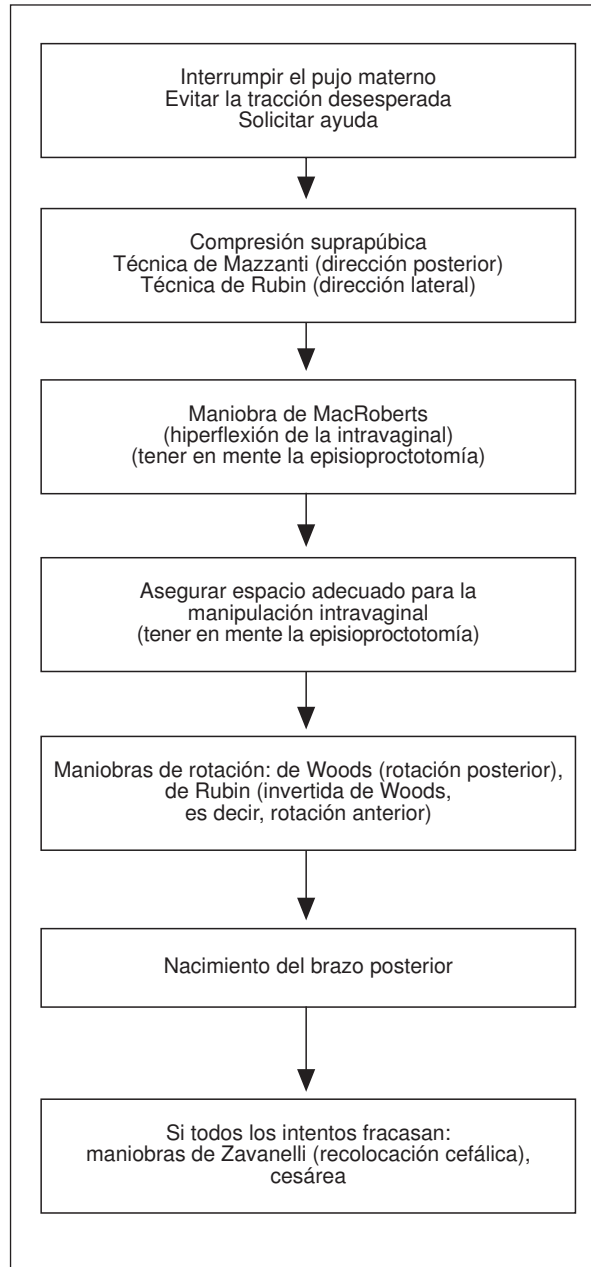 Interrumpir el pujo materno
Evitar la tracción desesperada
Solicitar ayuda
Compresión suprapúbica
Técnica de Mazzanti (dirección posterior)
Técnica de Rubin (dirección lateral)
Maniobra de MacRoberts
(hiperflexión de la intravaginal)
(tener en mente la episioproctotomía)
Asegurar espacio adecuado para la
manipulación intravaginal
(tener en mente la episioproctotomía)
Maniobras de rotación: de Woods (rotación posterior),
de Rubin (invertida de Woods,
es decir, rotación anterior)
Nacimiento del brazo posterior
Si todos los intentos fracasan:
maniobras de Zavanelli (recolocación cefálica),
cesárea